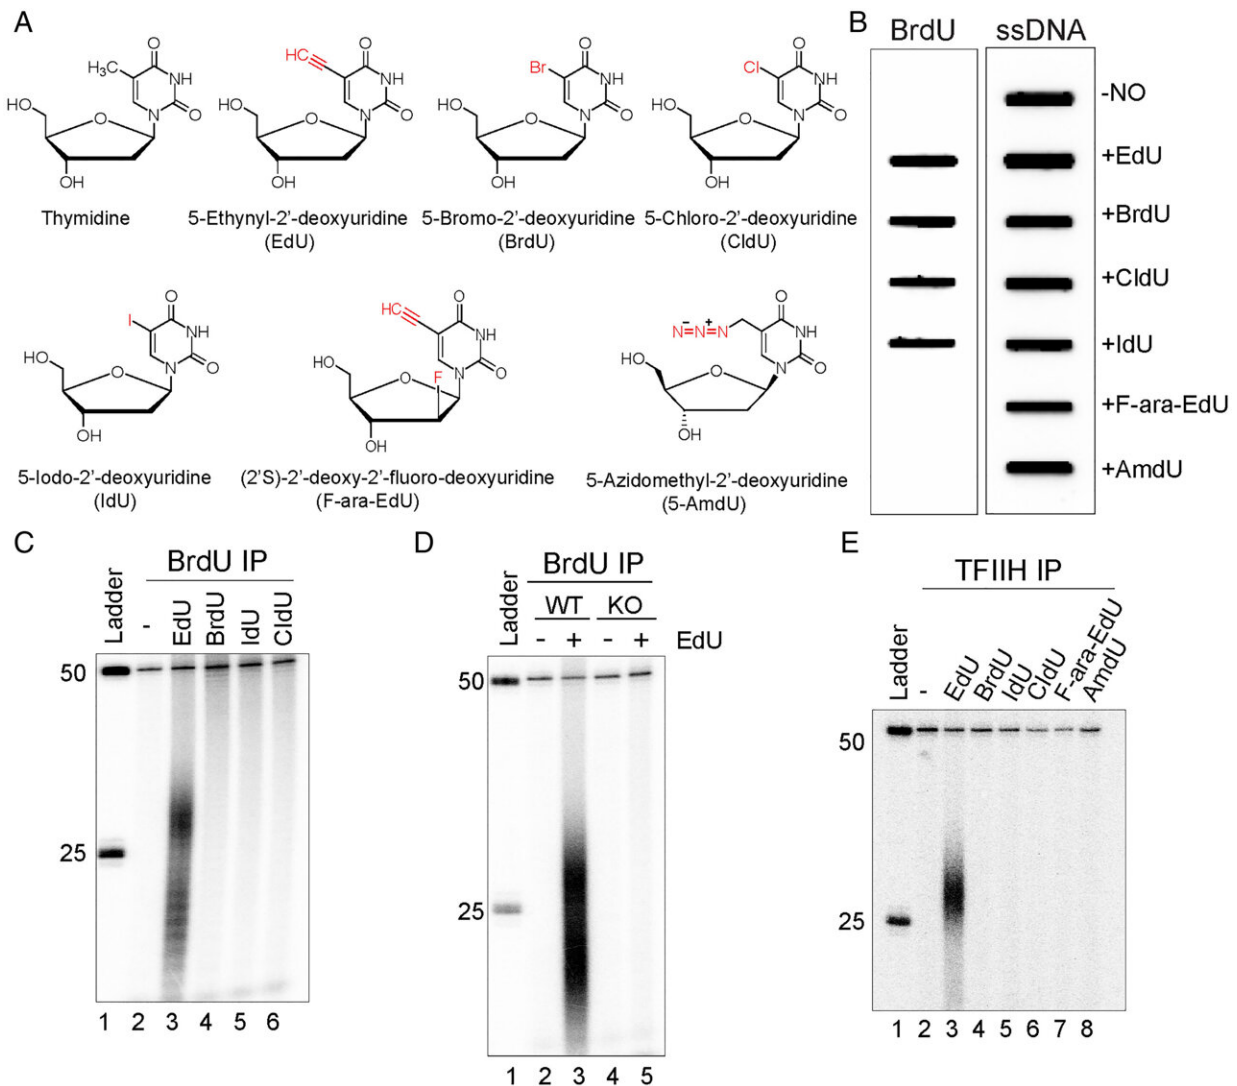 A
B
BrdU ssDNA
H₃C O NH N O HO O OH
HC O NH N O HO O OH
Br O NH N O HO O OH
Cl O NH N O HO O OH
Thymidine
5-Ethynyl-2'-deoxyuridine
(EdU)
5-Bromo-2'-deoxyuridine
(BrdU)
5-Chloro-2'-deoxyuridine
(CldU)
I O NH N O HO O OH
HC O NH N O F HO O OH
N=N=N − + O NH N O HO O OH
5-Iodo-2'-deoxyuridine
(IdU)
(2'S)-2'-deoxy-2'-fluoro-deoxyuridine
(F-ara-EdU)
5-Azidomethyl-2'-deoxyuridine
(5-AmdU)
-NO
+EdU
+BrdU
+CldU
+IdU
+F-ara-EdU
+AmdU
C
BrdU IP
Ladder - EdU BrdU IdU CldU
50
25
1 2 3 4 5 6
D
BrdU IP
Ladder WT KO
- + - + EdU
50
25
1 2 3 4 5
E
TFIIH IP
Ladder - EdU BrdU IdU CldU F-ara-EdU AmdU
50
25
1 2 3 4 5 6 7 8